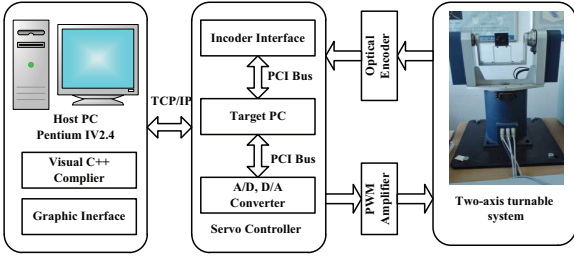 Host PC
Pentium IV2.4
Visual C++
Complier
Graphic Inerface
TCP/IP
Incoder Interface
PCI Bus
Target PC
PCI Bus
A/D, D/A
Converter
Servo Controller
Optical
Encoder
PWM
Amplifier
Two-axis turnable
system